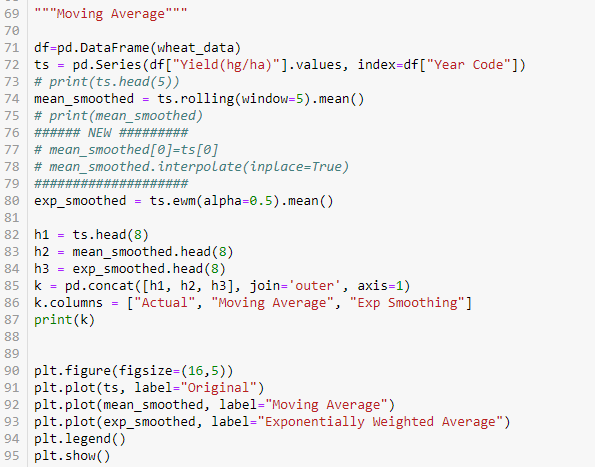 69 """Moving Average"""
70
71 df=pd.DataFrame(wheat_data)
72 ts = pd.Series(df["Yield(hg/ha)"].values, index=df["Year Code"])
73 # print(ts.head(5))
74 mean_smoothed = ts.rolling(window=5).mean()
75 # print(mean_smoothed)
76 ###### NEW #########
77 # mean_smoothed[0]=ts[0]
78 # mean_smoothed.interpolate(inplace=True)
79 ####################
80 exp_smoothed = ts.ewm(alpha=0.5).mean()
81
82 h1 = ts.head(8)
83 h2 = mean_smoothed.head(8)
84 h3 = exp_smoothed.head(8)
85 k = pd.concat([h1, h2, h3], join='outer', axis=1)
86 k.columns = ["Actual", "Moving Average", "Exp Smoothing"]
87 print(k)
88
89
90 plt.figure(figsize=(16,5))
91 plt.plot(ts, label="Original")
92 plt.plot(mean_smoothed, label="Moving Average")
93 plt.plot(exp_smoothed, label="Exponentially Weighted Average")
94 plt.legend()
95 plt.show()